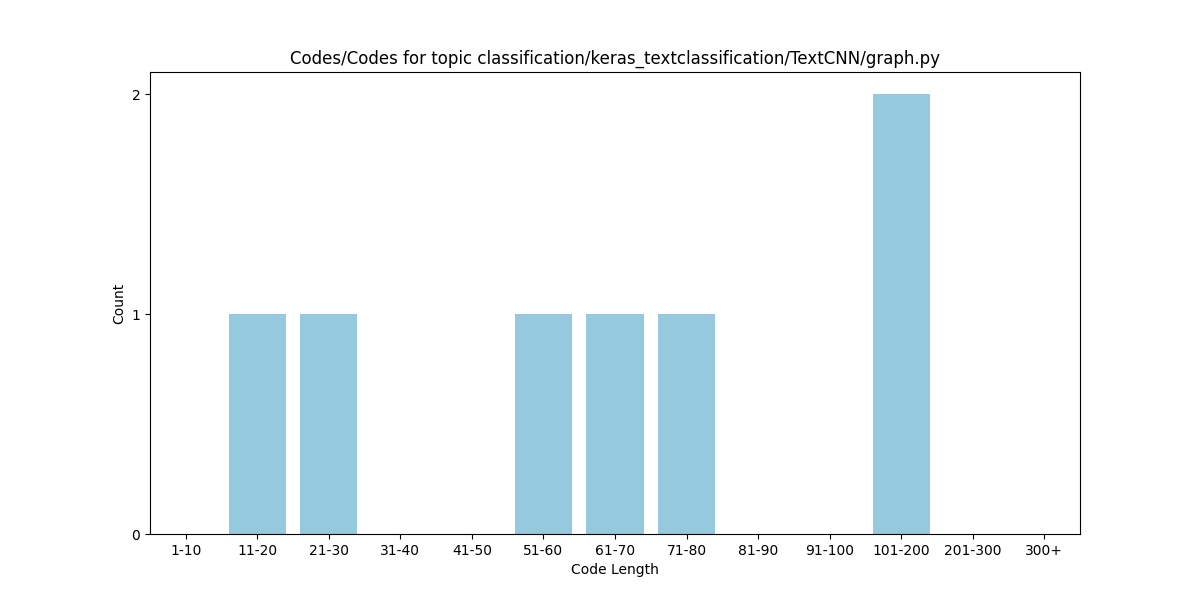 Codes/Codes for topic classification/keras_textclassification/TextCNN/graph.py
Count
2
1
0
1-10 11-20 21-30 31-40 41-50 51-60 61-70 71-80 81-90 91-100 101-200 201-300 300+
Code Length